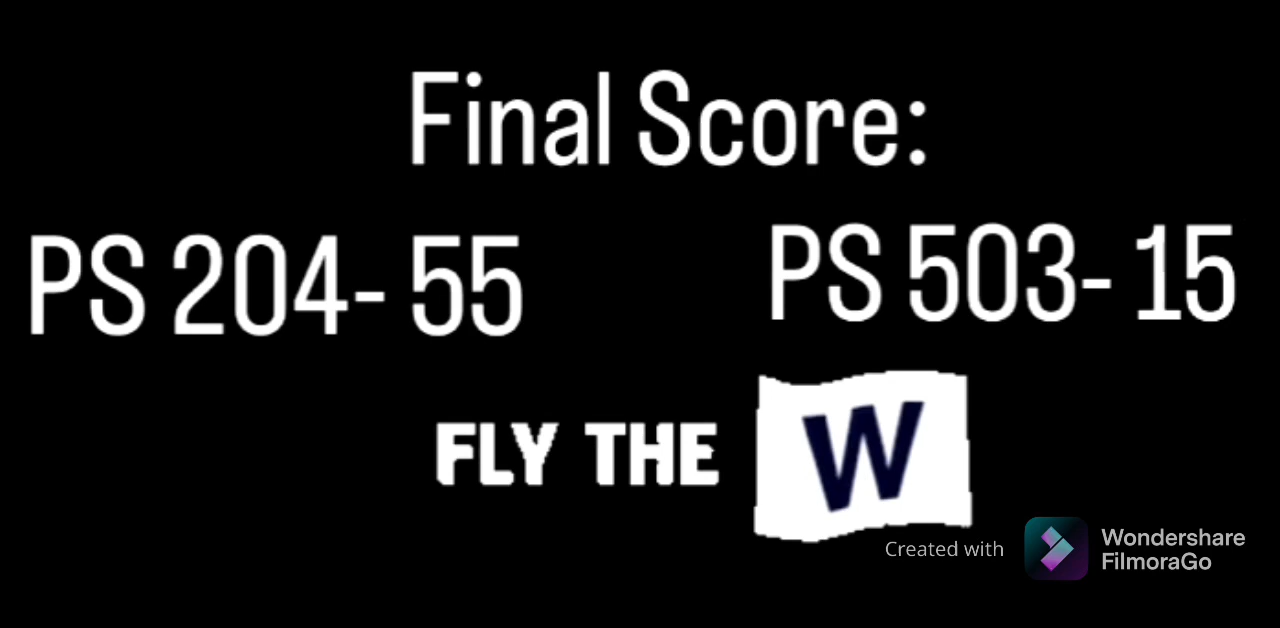 Final Score:
PS 204- 55
PS 503- 15
FLY THE W
Created with
Wondershare
FilmoraGo